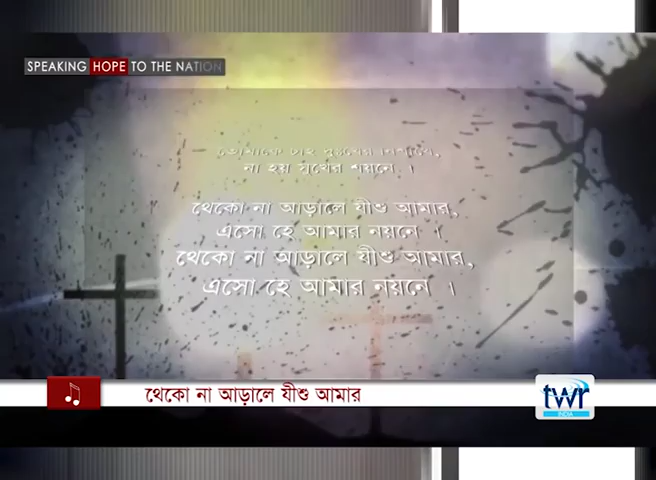 SPEAKING HOPE TO THE NATION
না হয় সুখের শয়নে ।
থেকো না আড়ালে যীশু আমার,
এসো হে আমার নয়নে ।
থেকো না আড়ালে যীশু আমার,
এসো হে আমার নয়নে ।
থেকো না আড়ালে যীশু আমার
twr
INDIA